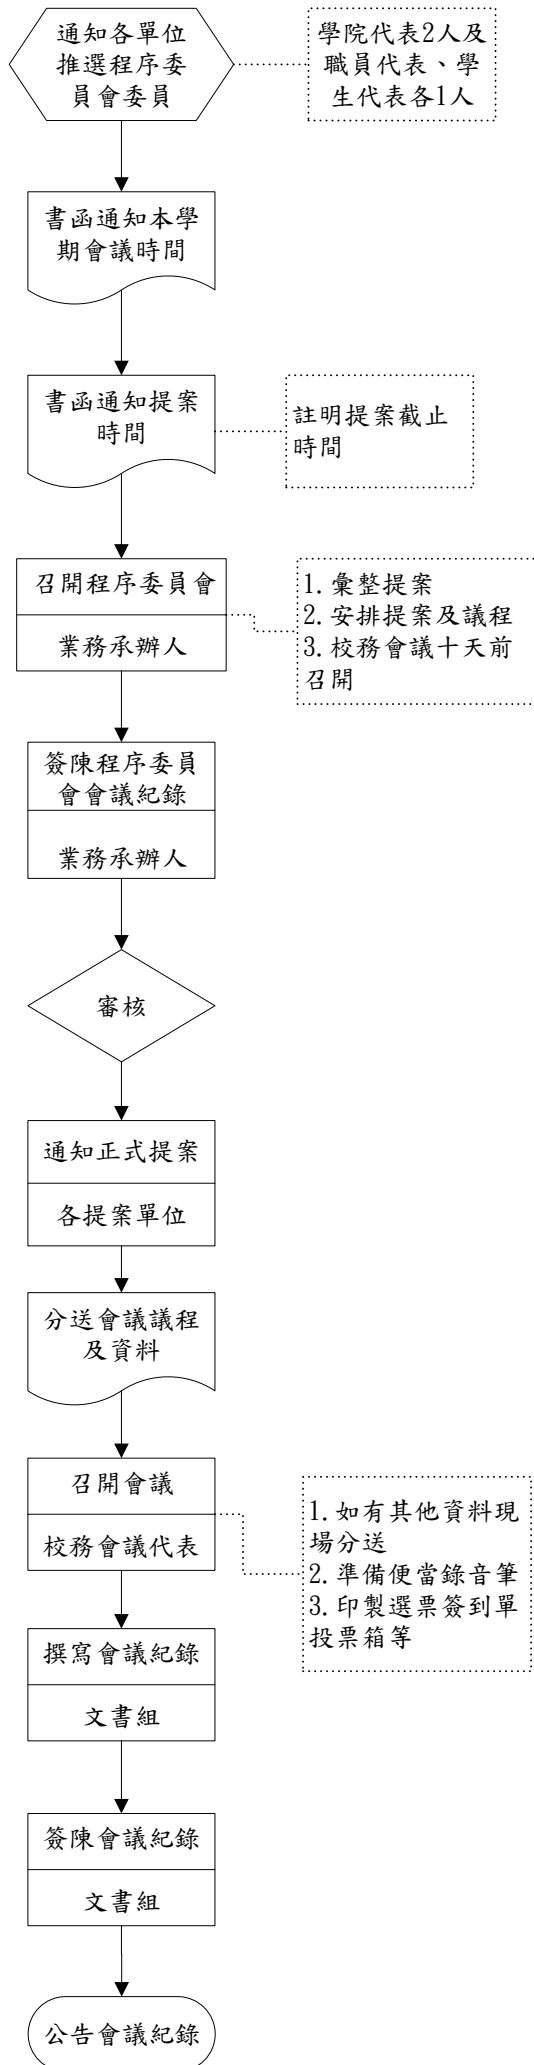 通知各單位
推選程序委
員會委員
學院代表2人及
職員代表、學
生代表各1人
書函通知本學
期會議時間
書函通知提案
時間
註明提案截止
時間
召開程序委員會
業務承辦人
1.彙整提案
2.安排提案及議程
3.校務會議十天前
召開
簽陳程序委員
會會議紀錄
業務承辦人
審核
通知正式提案
各提案單位
分送會議議程
及資料
召開會議
校務會議代表
1.如有其他資料現
場分送
2.準備便當錄音筆
3.印製選票簽到單
投票箱等
撰寫會議紀錄
文書組
簽陳會議紀錄
文書組
公告會議紀錄